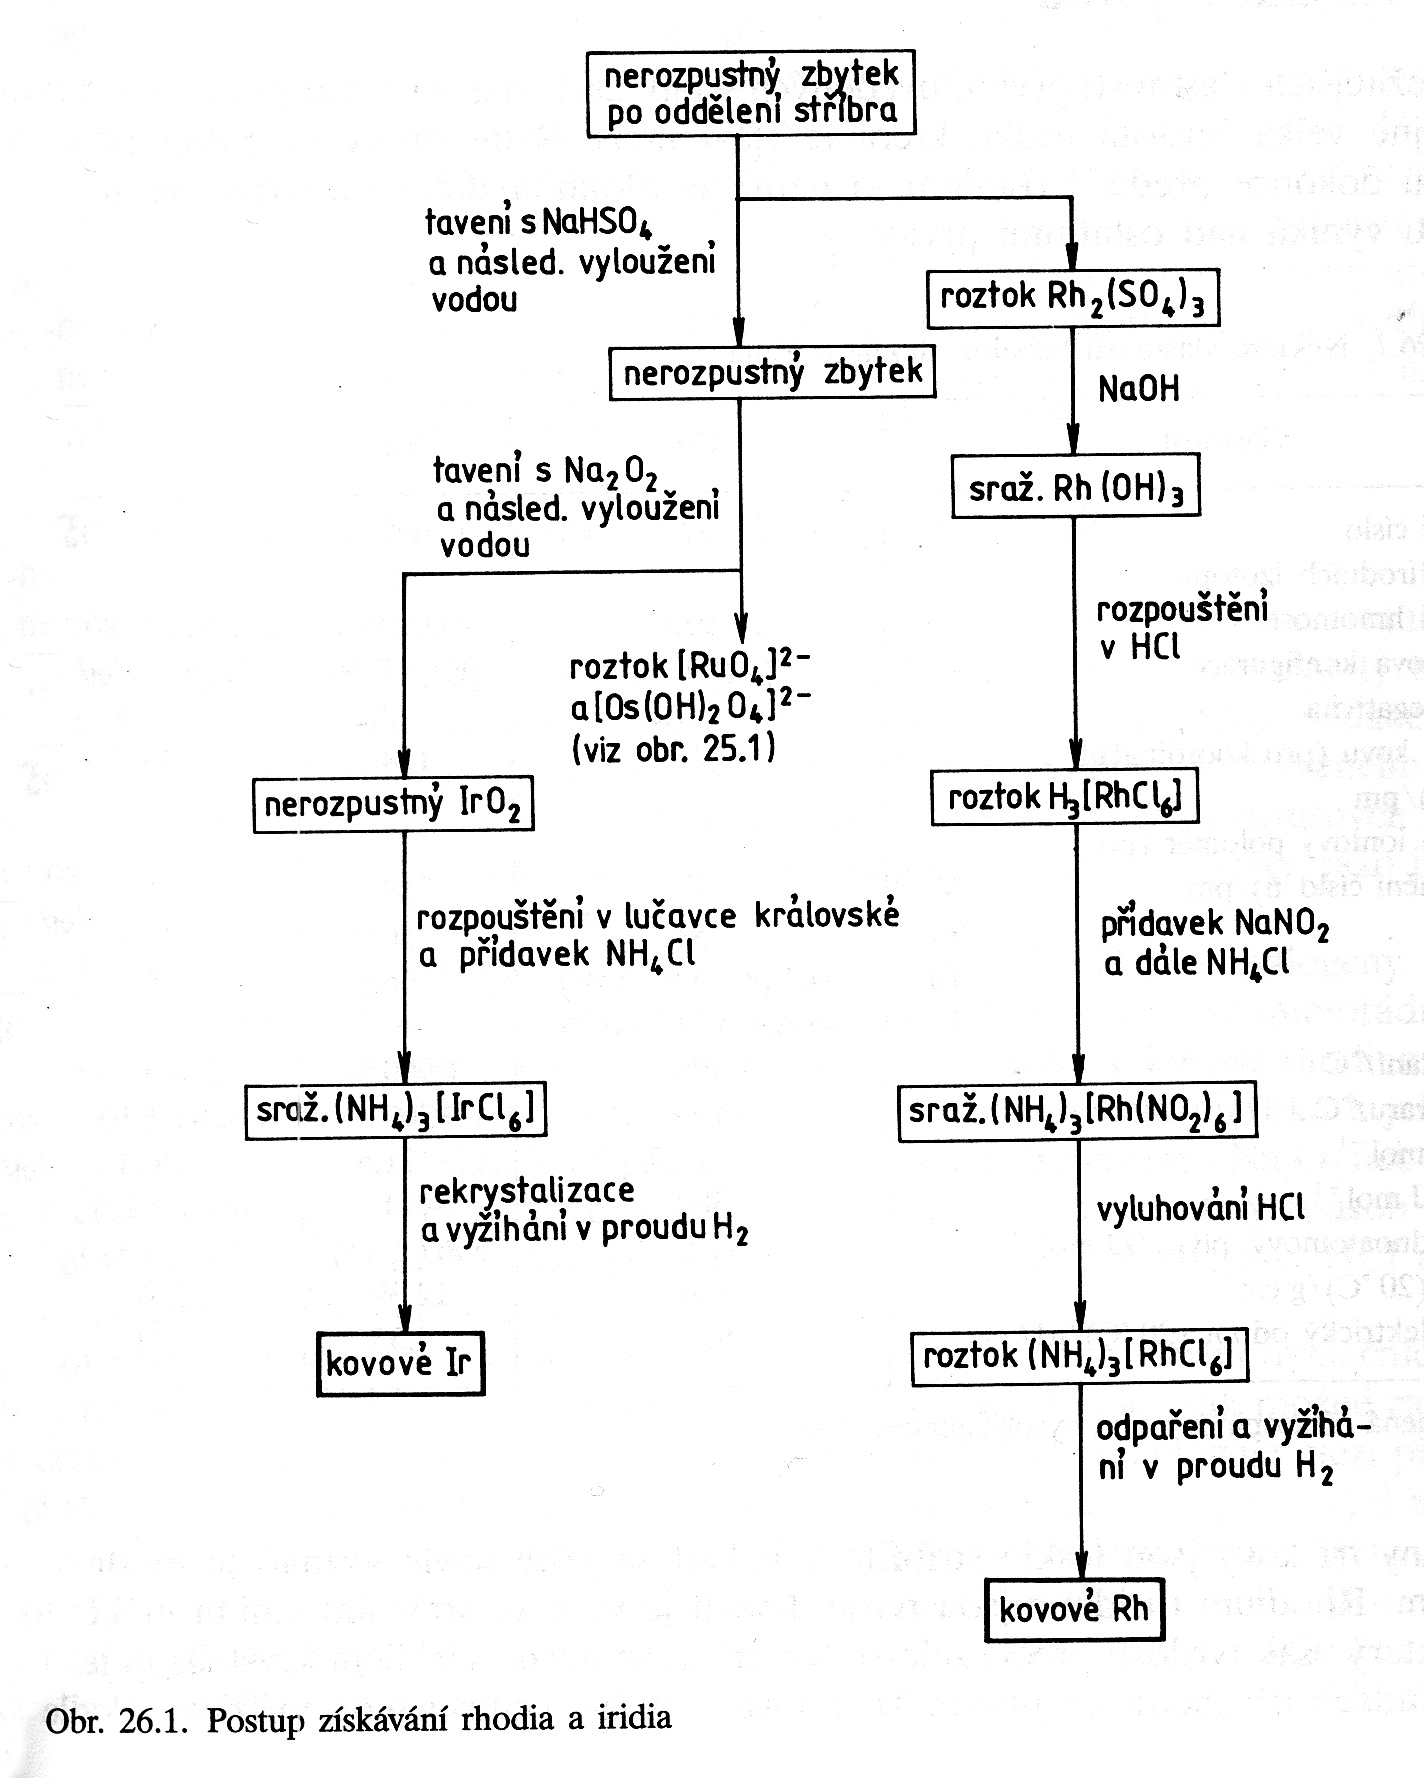 nerozpustný zbytek
po oddělení stříbra
tavení s NaHSO₄
a násled. vyloužení
vodou
roztok Rh₂(SO₄)₃
nerozpustný zbytek
NaOH
tavení s Na₂O₂
a násled. vyloužení
vodou
sraž. Rh(OH)₃
rozpouštění
v HCl
roztok [RuO₄]²⁻
a [Os(OH)₂O₄]²⁻
(viz obr. 25.1)
nerozpustný IrO₂
roztok H₃[RhCl₆]
rozpouštění v lučavce královské
a přídavek NH₄Cl
přídavek NaNO₂
a dále NH₄Cl
sraž. (NH₄)₃[IrCl₆]
sraž. (NH₄)₃[Rh(NO₂)₆]
rekrystalizace
a vyžíhání v proudu H₂
vyluhování HCl
kovové Ir
roztok (NH₄)₃[RhCl₆]
odpaření a vyžíhá-
ní v proudu H₂
kovové Rh
Obr. 26.1. Postup získávání rhodia a iridia